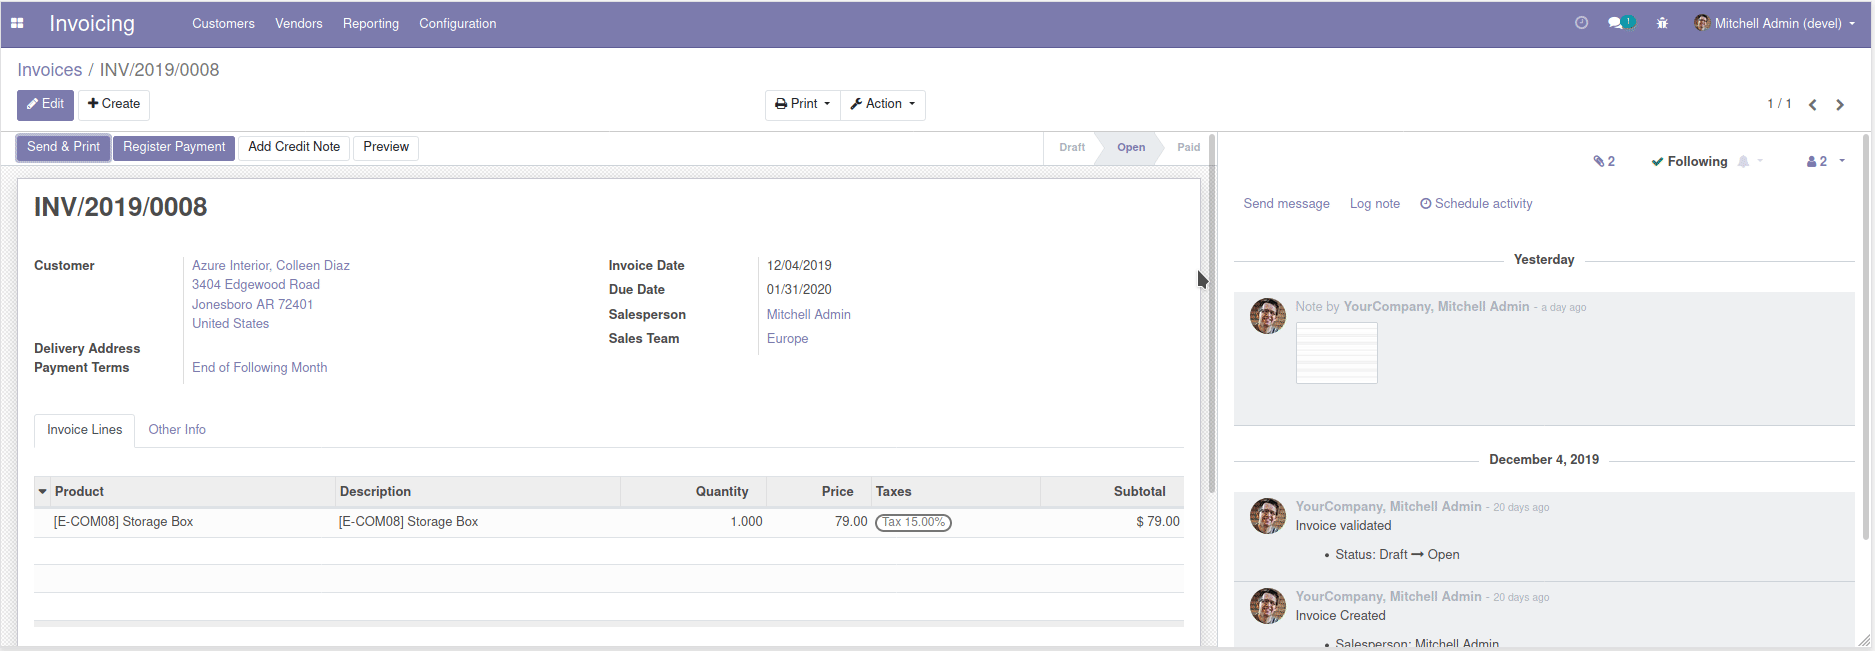 Invoicing Customers Vendors Reporting Configuration 1 Mitchell Admin (devel)
Invoices / INV/2019/0008
Edit Create Print Action 1 / 1
Send & Print Register Payment Add Credit Note Preview Draft Open Paid
INV/2019/0008
Customer Azure Interior, Colleen Diaz
3404 Edgewood Road
Jonesboro AR 72401
United States
Delivery Address
Payment Terms End of Following Month
Invoice Date 12/04/2019
Due Date 01/31/2020
Salesperson Mitchell Admin
Sales Team Europe
Invoice Lines Other Info
Product Description Quantity Price Taxes Subtotal
[E-COM08] Storage Box [E-COM08] Storage Box 1.000 79.00 Tax 15.00% $ 79.00
2 Following 2
Send message Log note Schedule activity
Yesterday
Note by YourCompany, Mitchell Admin - a day ago
December 4, 2019
YourCompany, Mitchell Admin - 20 days ago
Invoice validated
• Status: Draft → Open
YourCompany, Mitchell Admin - 20 days ago
Invoice Created
• Salesperson: Mitchell Admin